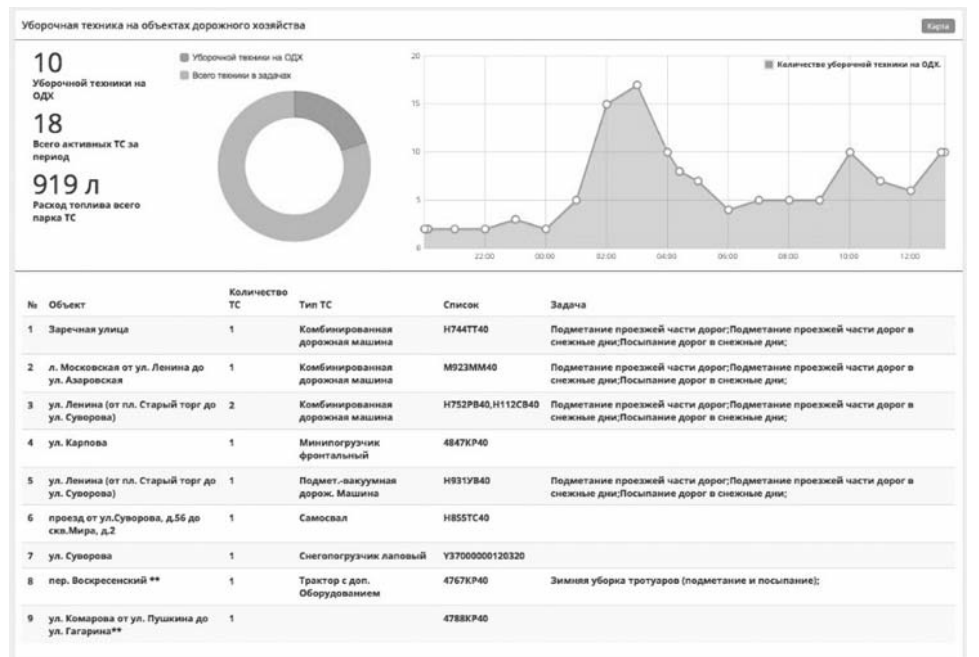 Уборочная техника на объектах дорожного хозяйства
Карта
10
Уборочной техники на
ОДХ
18
Всего активных ТС за
период
919 л
Расход топлива всего
парка ТС
Уборочной техники на ОДХ
Всего техники в задачах
Количество уборочной техники на ОДХ.
20
15
10
5
0
22:00 00:00 02:00 04:00 06:00 08:00 10:00 12:00
№ Объект Количество ТС Тип ТС Список Задача
1 Заречная улица 1 Комбинированная Н744ТТ40 Подметание проезжей части дорог;Подметание проезжей части дорог в
дорожная машина снежные дни;Посыпание дорог в снежные дни;
2 л. Московская от ул. Ленина до 1 Комбинированная М923ММ40 Подметание проезжей части дорог;Подметание проезжей части дорог в
ул. Азаровская дорожная машина снежные дни;Посыпание дорог в снежные дни;
3 ул. Ленина (от пл. Старый торг до 2 Комбинированная Н752РВ40,Н112СВ40 Подметание проезжей части дорог;Подметание проезжей части дорог в
ул. Суворова) дорожная машина снежные дни;Посыпание дорог в снежные дни;
4 ул. Карпова 1 Минипогрузчик 4847КР40
фронтальный
5 ул. Ленина (от пл. Старый торг до 1 Подмет.-вакуумная Н931УВ40 Подметание проезжей части дорог;Подметание проезжей части дорог в
ул. Суворова) дорож. Машина снежные дни;Посыпание дорог в снежные дни;
6 проезд от ул.Суворова, д.56 до 1 Самосвал Н855ТС40
скв.Мира, д.2
7 ул. Суворова 1 Снегопогрузчик лаповый У37000000120320
8 пер. Воскресенский ** 1 Трактор с доп. 4767КР40 Зимняя уборка тротуаров (подметание и посыпание);
Оборудованием
9 ул. Комарова от ул. Пушкина до 1 4788КР40
ул. Гагарина**